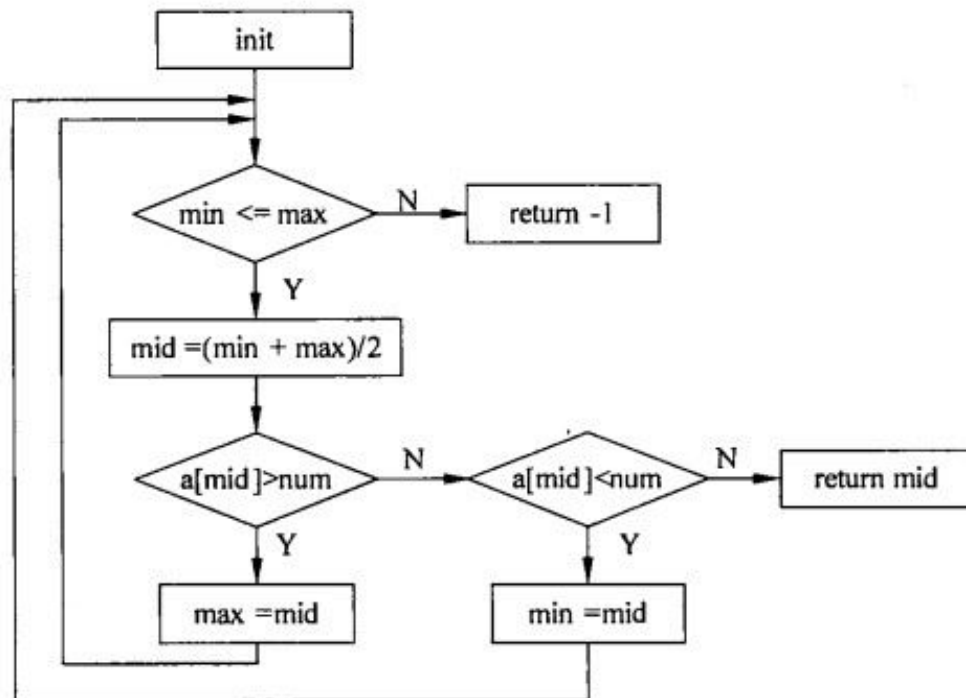 init
min <= max
N
return -1
Y
mid =(min + max)/2
a[mid]>num
N
a[mid]<num
N
return mid
Y
Y
max =mid
min =mid